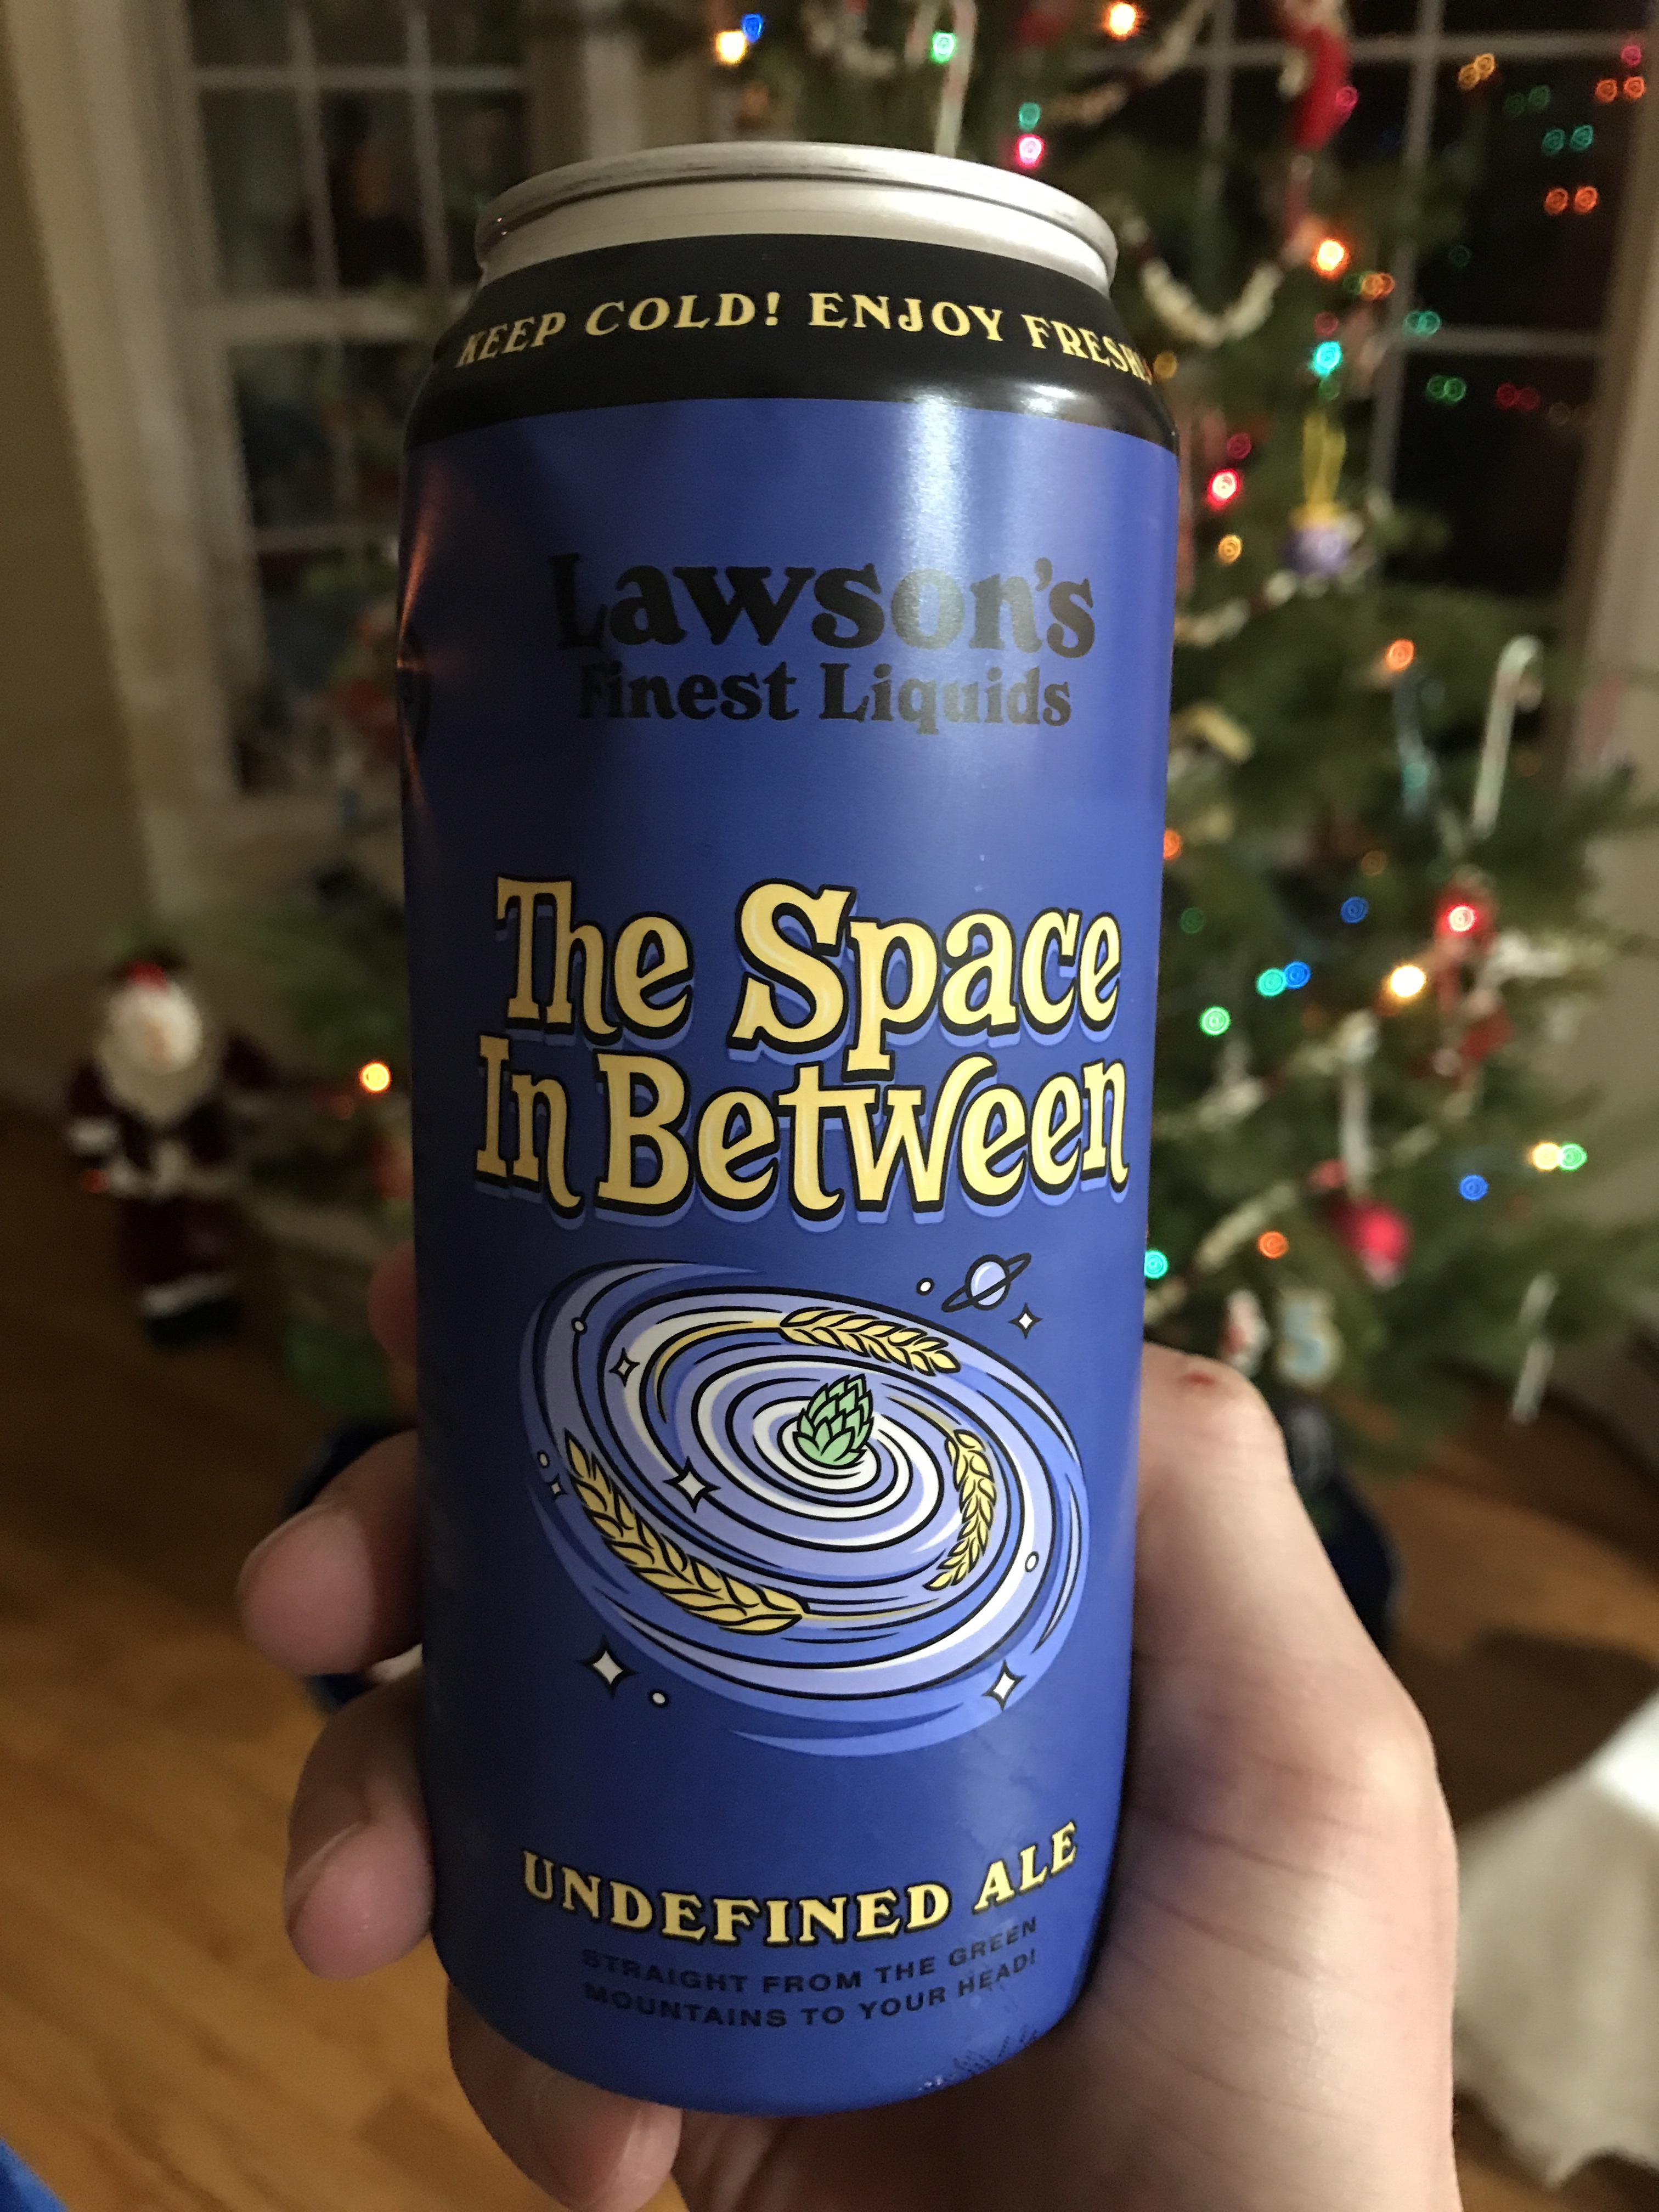 KEEP COLD! ENJOY FRESH!
Lawson's
Finest Liquids
The Space
In Between
UNDEFINED ALE
STRAIGHT FROM THE GREEN
MOUNTAINS TO YOUR HEAD!